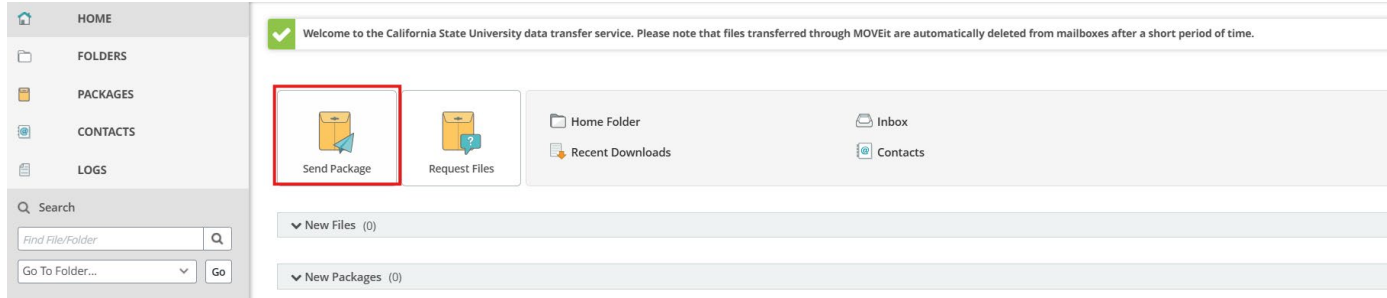 HOME
FOLDERS
PACKAGES
CONTACTS
LOGS
Search
Find File/Folder
Go To Folder...
Go
Welcome to the California State University data transfer service. Please note that files transferred through MOVEit are automatically deleted from mailboxes after a short period of time.
Send Package
Request Files
Home Folder
Inbox
Recent Downloads
Contacts
New Files (0)
New Packages (0)